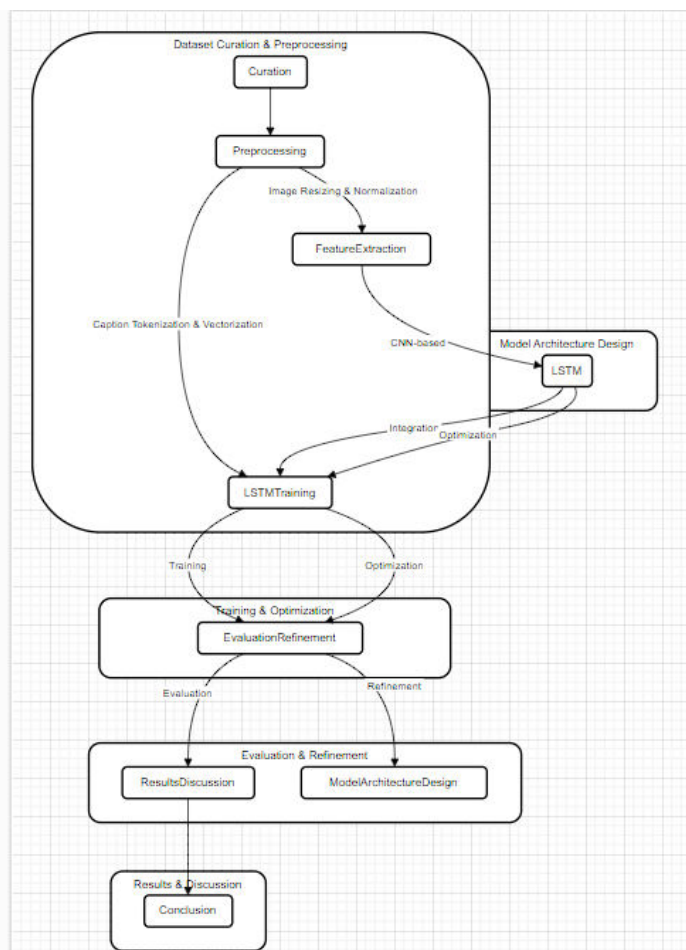 Dataset Curation & Preprocessing
Curation
Preprocessing
Image Resizing & Normalization
FeatureExtraction
Caption Tokenization & Vectorization
CNN-based
Model Architecture Design
LSTM
Integration
Optimization
LSTMTraining
Training
Optimization
Training & Optimization
EvaluationRefinement
Evaluation
Refinement
Evaluation & Refinement
ResultsDiscussion
ModelArchitectureDesign
Results & Discussion
Conclusion